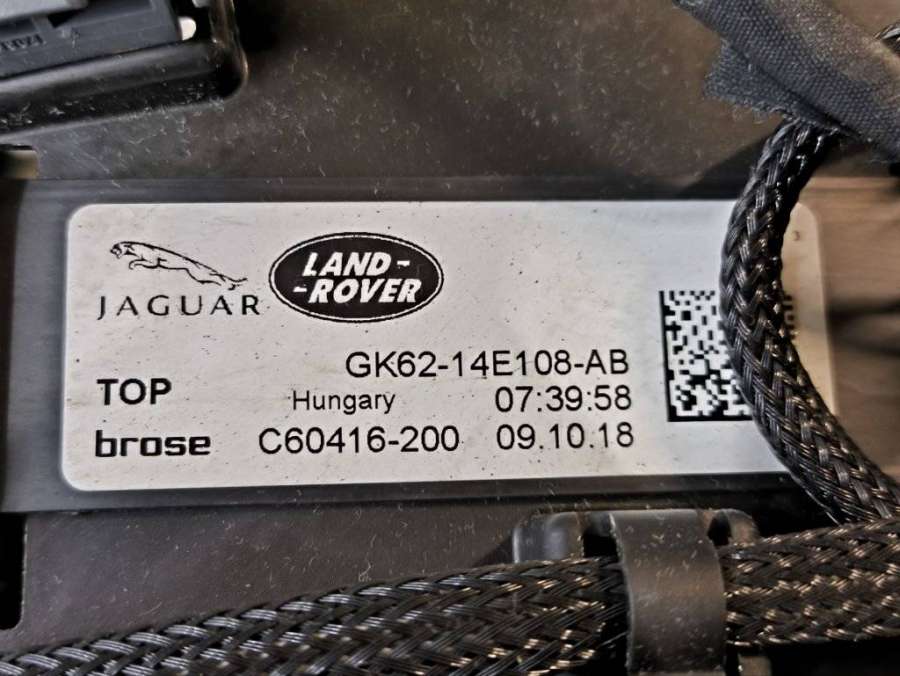 JAGUAR
LAND-
-ROVER
GK62-14E108-AB
TOP
Hungary 07:39:58
brose C60416-200 09.10.18